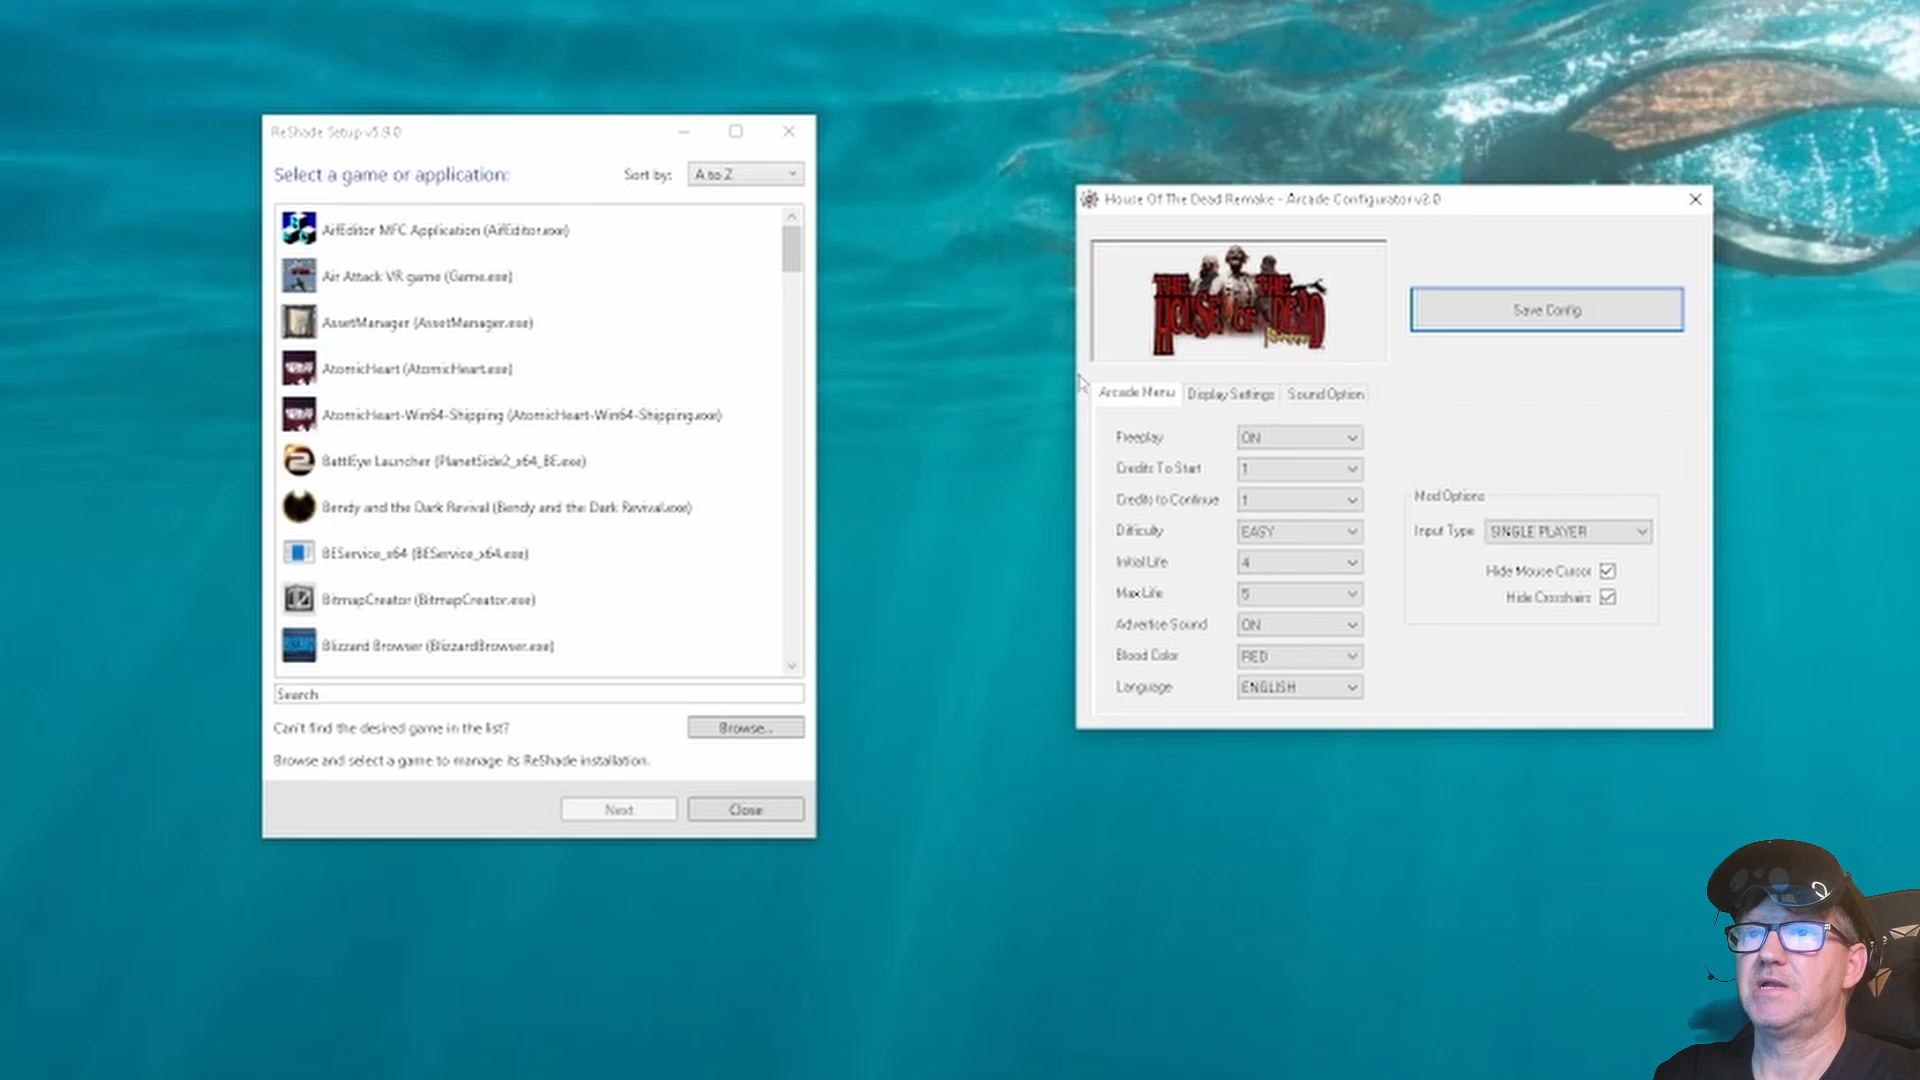 ReShade Setup v5.9.0
Select a game or application:
Sort by:
A to Z
AifEditor MFC Application (AifEditor.exe)
Air Attack VR game (Game.exe)
AssetManager (AssetManager.exe)
AtomicHeart (AtomicHeart.exe)
AtomicHeart-Win64-Shipping (AtomicHeart-Win64-Shipping.exe)
BattlEye Launcher (PlanetSide2_x64_BE.exe)
Bendy and the Dark Revival (Bendy and the Dark Revival.exe)
BEService_x64 (BEService_x64.exe)
BitmapCreator (BitmapCreator.exe)
Blizzard Browser (BlizzardBrowser.exe)
Search
Can't find the desired game in the list?
Browse...
Browse and select a game to manage its ReShade installation.
Next
Close
House Of The Dead Remake - Arcade Configurator v2.0
THE HOUSE OF THE DEAD
Remake
Save Config
Arcade Menu
Display Settings
Sound Option
Freeplay
ON
Credits To Start
1
Credits to Continue
1
Difficulty
EASY
Initial Life
4
Max Life
5
Advertise Sound
ON
Blood Color
RED
Language
ENGLISH
Mod Options
Input Type
SINGLE PLAYER
Hide Mouse Cursor
Hide Crosshairs